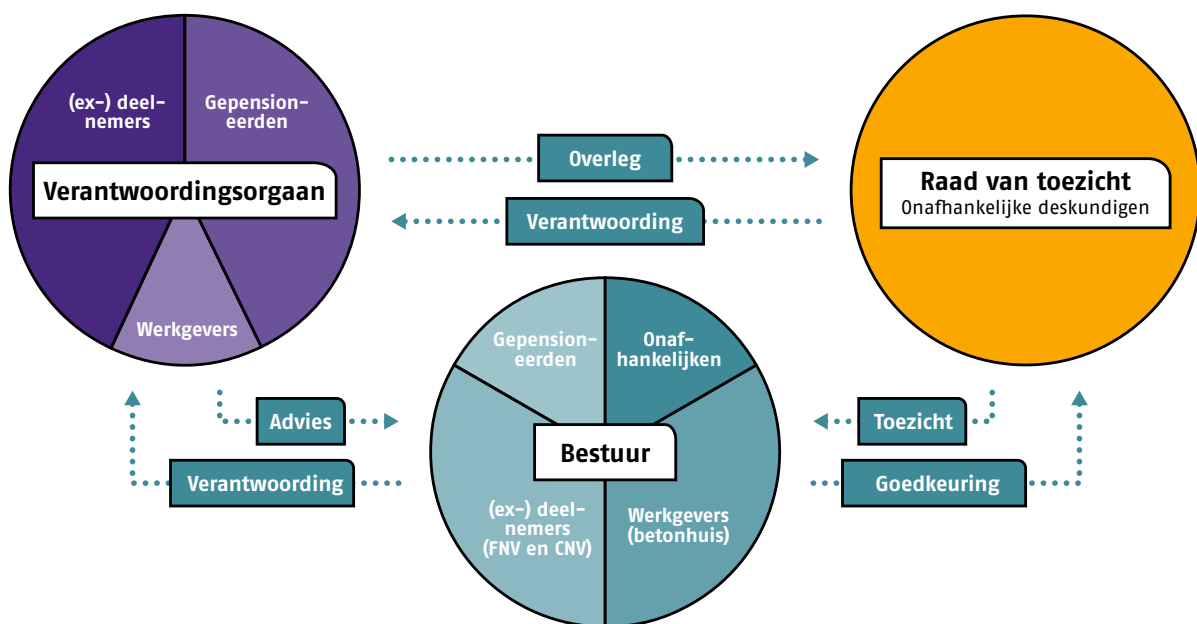 (ex-) deel-
nemers
Gepension-
eerden
Verantwoordingsorgaan
Werkgevers
Overleg
Verantwoording
Raad van toezicht
Onafhankelijke deskundigen
Advies
Verantwoording
Gepension-
eerden
Onaf-
hankelijken
Bestuur
(ex-) deel-
nemers
(FNV en CNV)
Werkgevers
(betonhuis)
Toezicht
Goedkeuring